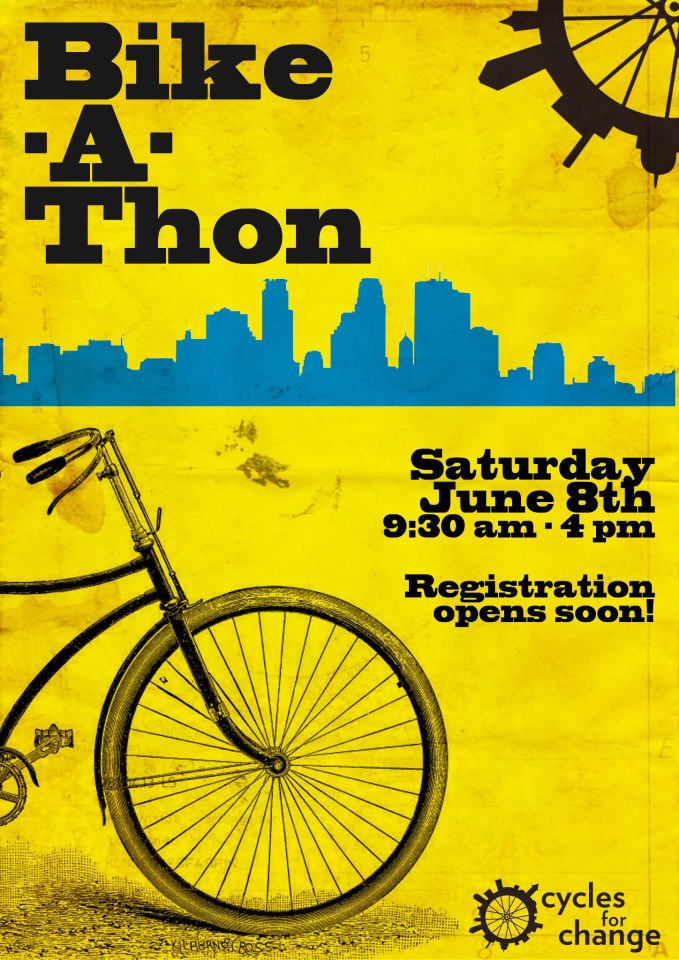 Bike
·A·
Thon
Saturday
June 8th
9:30 am · 4 pm
Registration
opens soon!
cycles
for
change